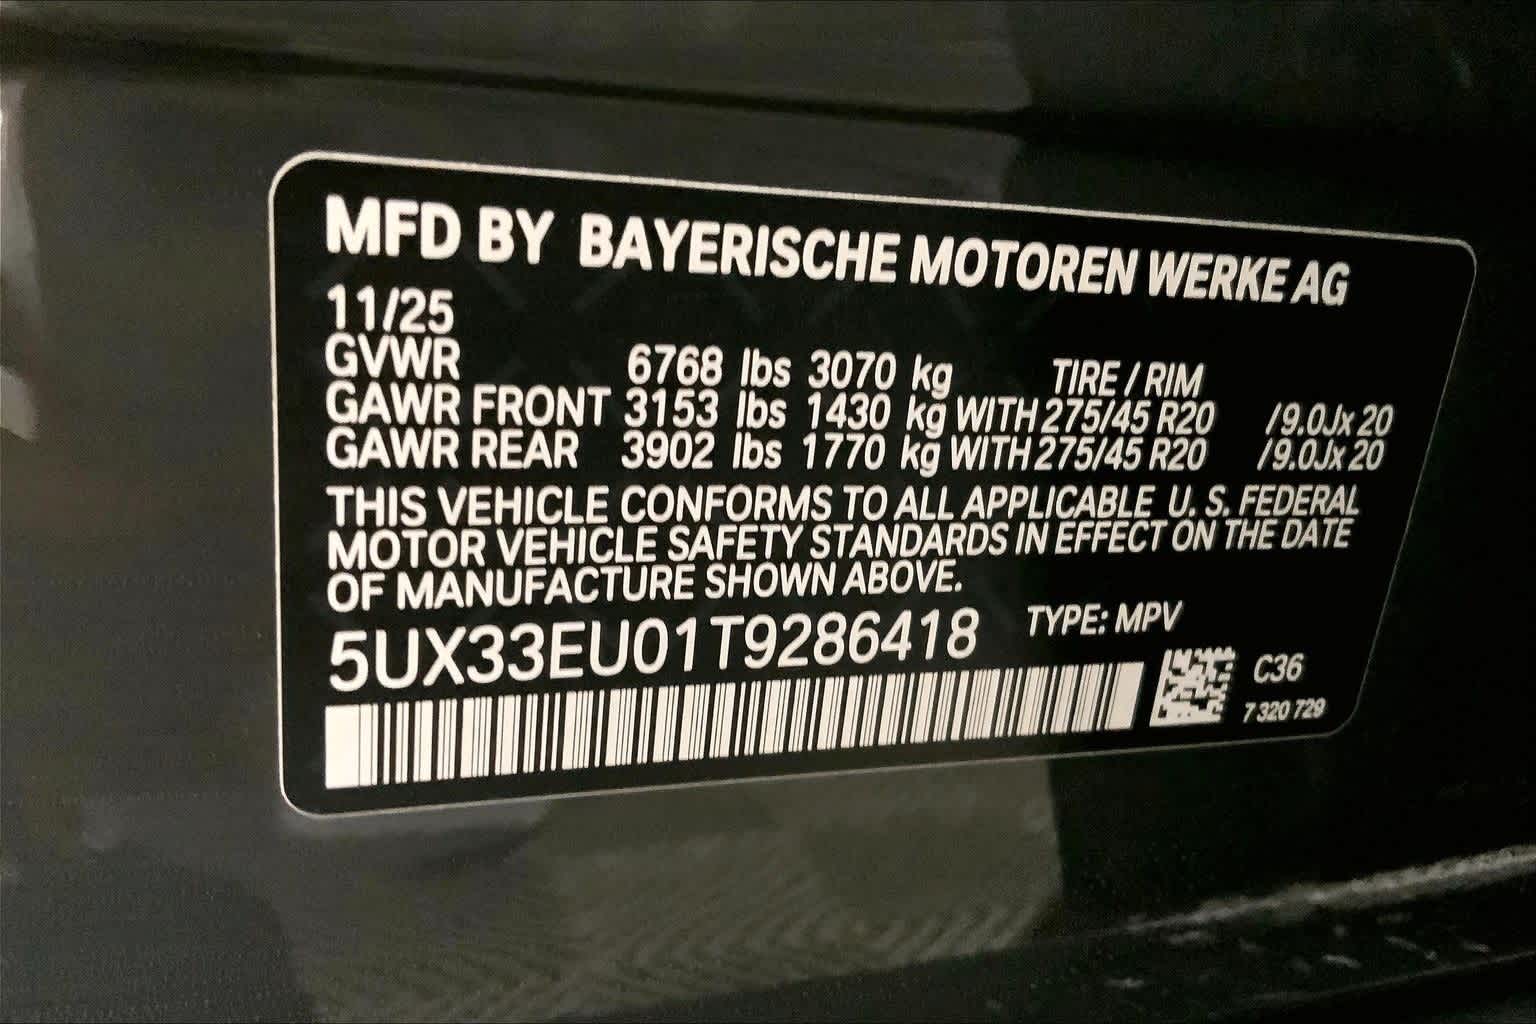 MFD BY BAYERISCHE MOTOREN WERKE AG
11/25
GVWR 6768 lbs 3070 kg TIRE / RIM
GAWR FRONT 3153 lbs 1430 kg WITH 275/45 R20 /9.0Jx 20
GAWR REAR 3902 lbs 1770 kg WITH 275/45 R20 /9.0Jx 20
THIS VEHICLE CONFORMS TO ALL APPLICABLE U. S. FEDERAL
MOTOR VEHICLE SAFETY STANDARDS IN EFFECT ON THE DATE
OF MANUFACTURE SHOWN ABOVE.
5UX33EU01T9286418 TYPE: MPV
C36
7 320 729